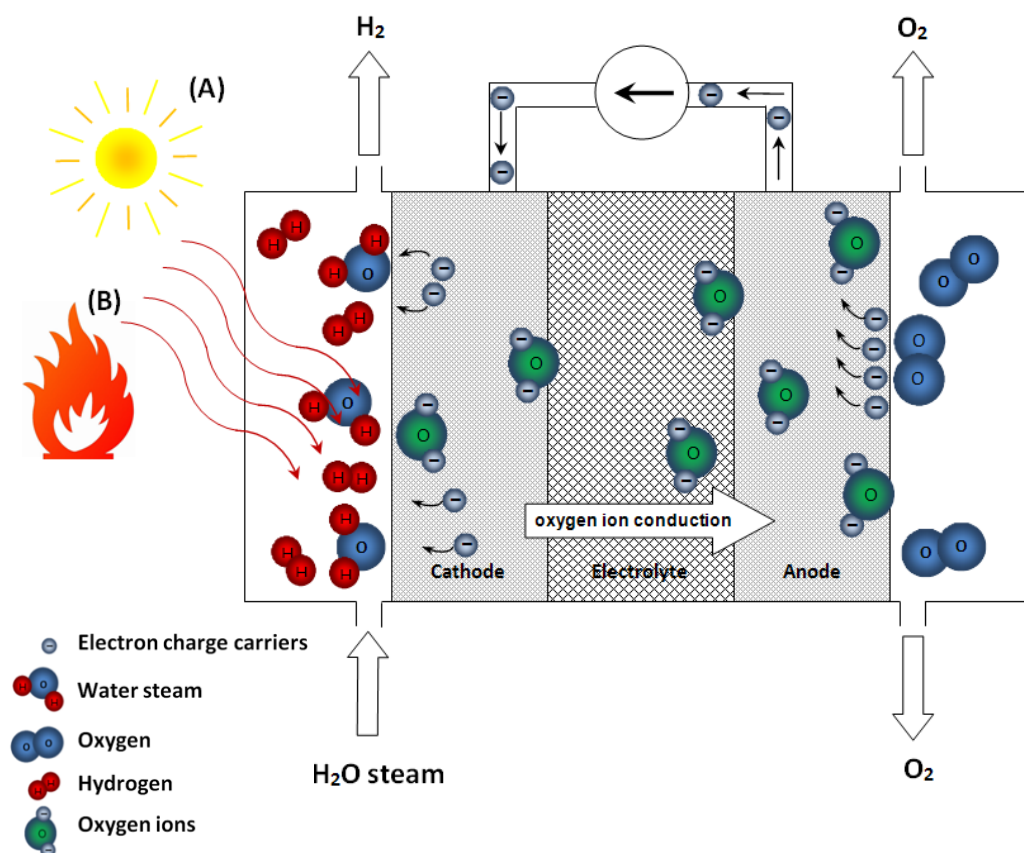 H₂
O₂
(A)
(B)
H
H
H
H
O
H
H
O
H
O
H
H
H
H
O
H
H
H
O
H
O
O
O
O
O
O
O
O
O
O
O
O
O
− − − − − − − − − − − − − − − − − − − − − − − − − − − − −
oxygen ion conduction
Cathode
Electrolyte
Anode
H₂O steam
O₂
− Electron charge carriers
H O H Water steam
O O Oxygen
H H Hydrogen
− O − Oxygen ions